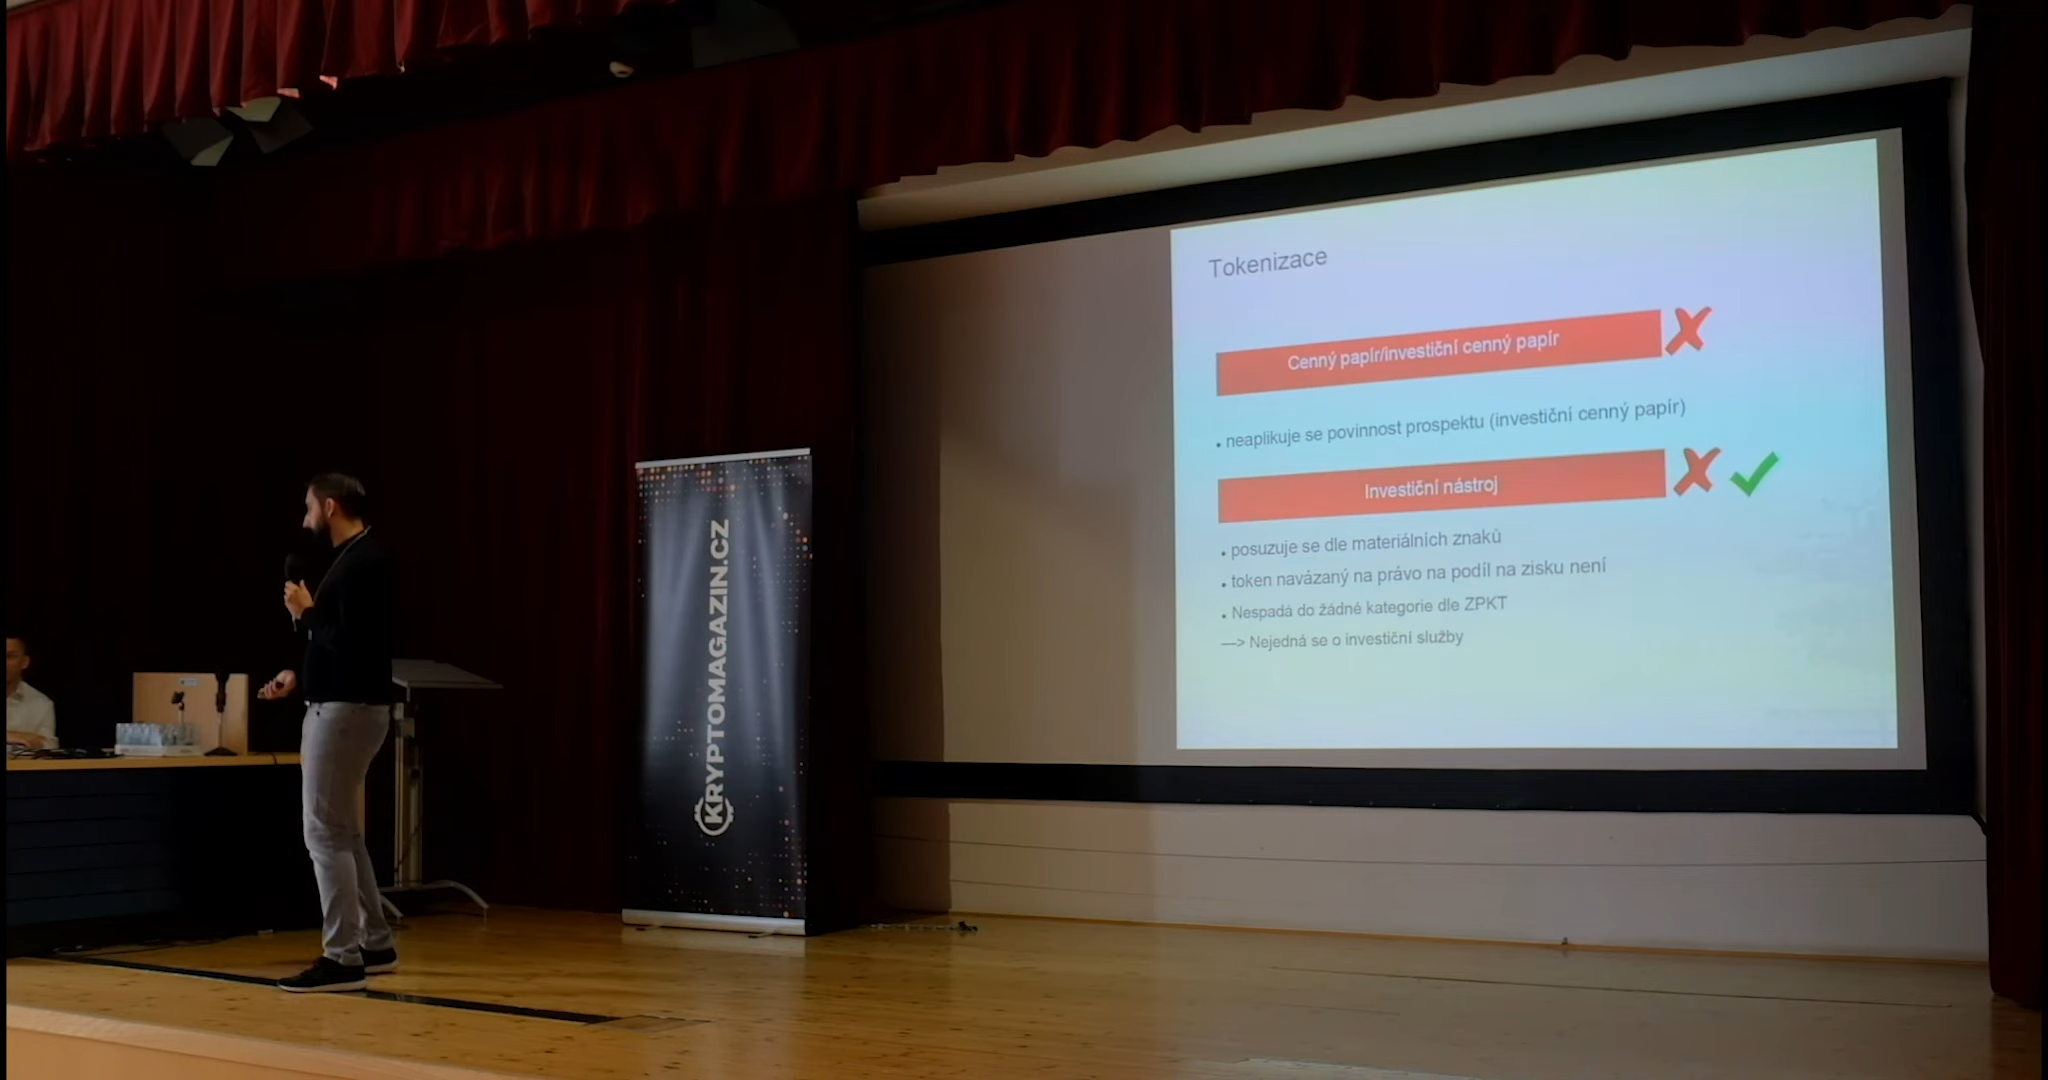 Tokenizace
Cenný papír/investiční cenný papír
• neaplikuje se povinnost prospektu (investiční cenný papír)
Investiční nástroj
• posuzuje se dle materiálních znaků
• token navázaný na právo na podíl na zisku není
• Nespadá do žádné kategorie dle ZPKT
—> Nejedná se o investiční služby
KRYPTOMAGAZIN.CZ